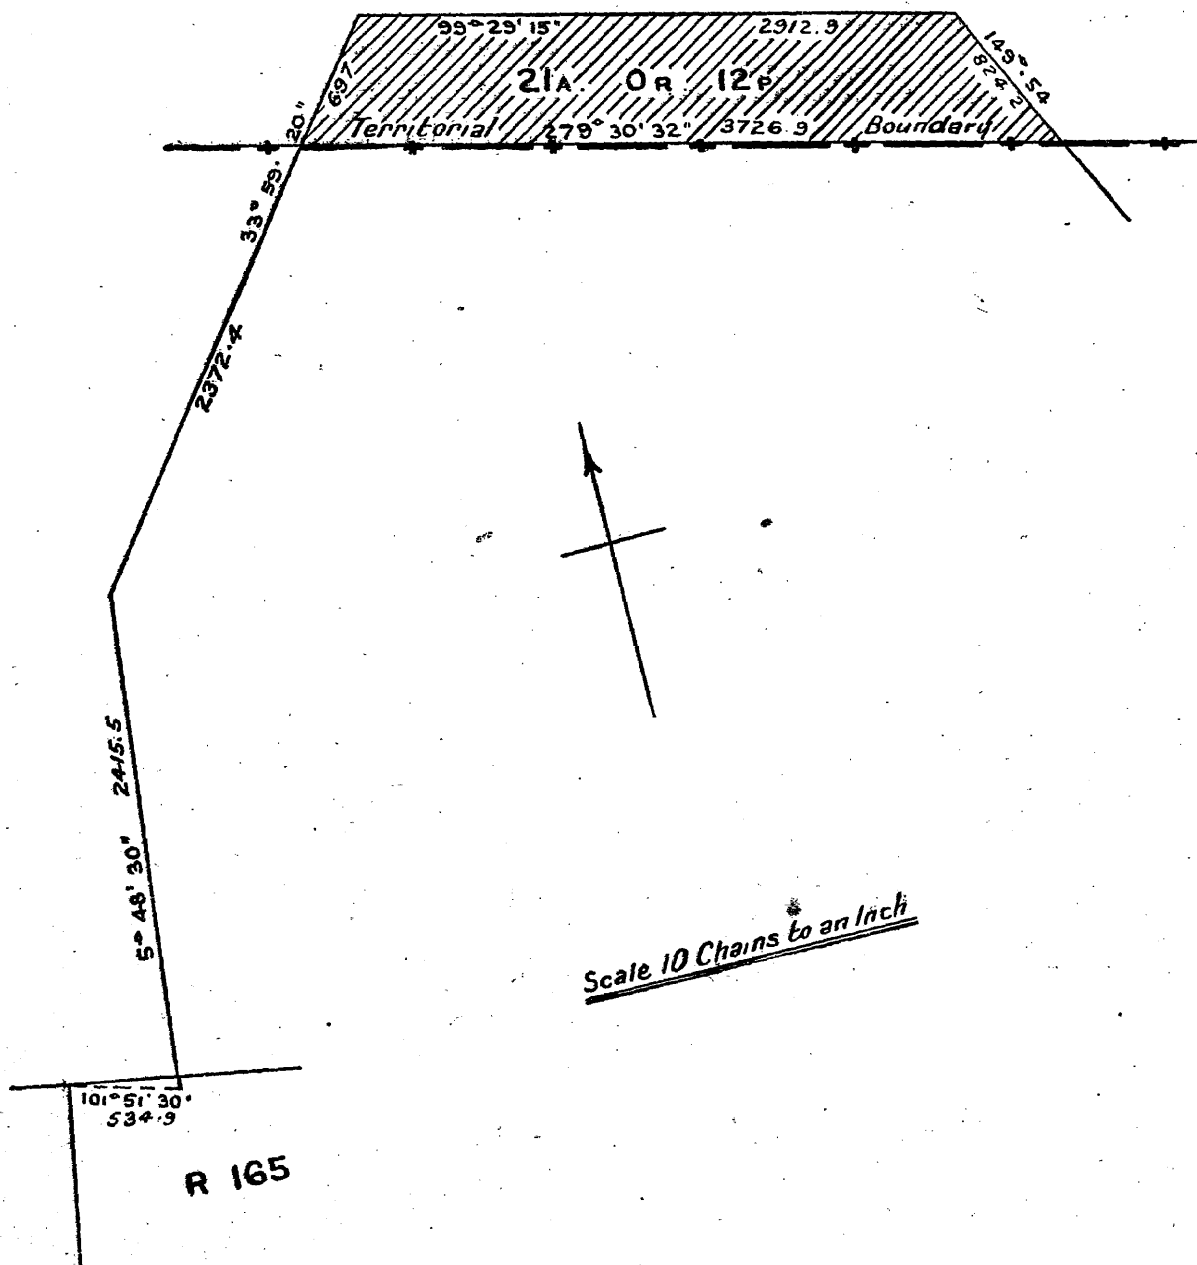 99° 29' 15" 2912.9
149°.54
824.2
697
21A. 0R 12P
Territorial 279° 30' 32" 3726.9 Boundary
33° 59' 20"
2372.4
2415.5
5° 48' 30"
Scale 10 Chains to an Inch
101° 51' 30"
534.9
R 165